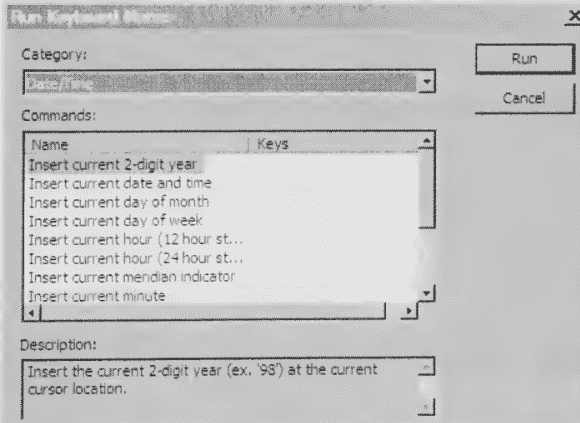 Run Keyboard
Category:
Run
Date/Time
Cancel
Commands:
Name Keys
Insert current 2-digit year
Insert current date and time
Insert current day of month
Insert current day of week
Insert current hour (12 hour st...
Insert current hour (24 hour st...
Insert current meridian indicator
Insert current minute
Description:
Insert the current 2-digit year (ex. '98') at the current
cursor location.